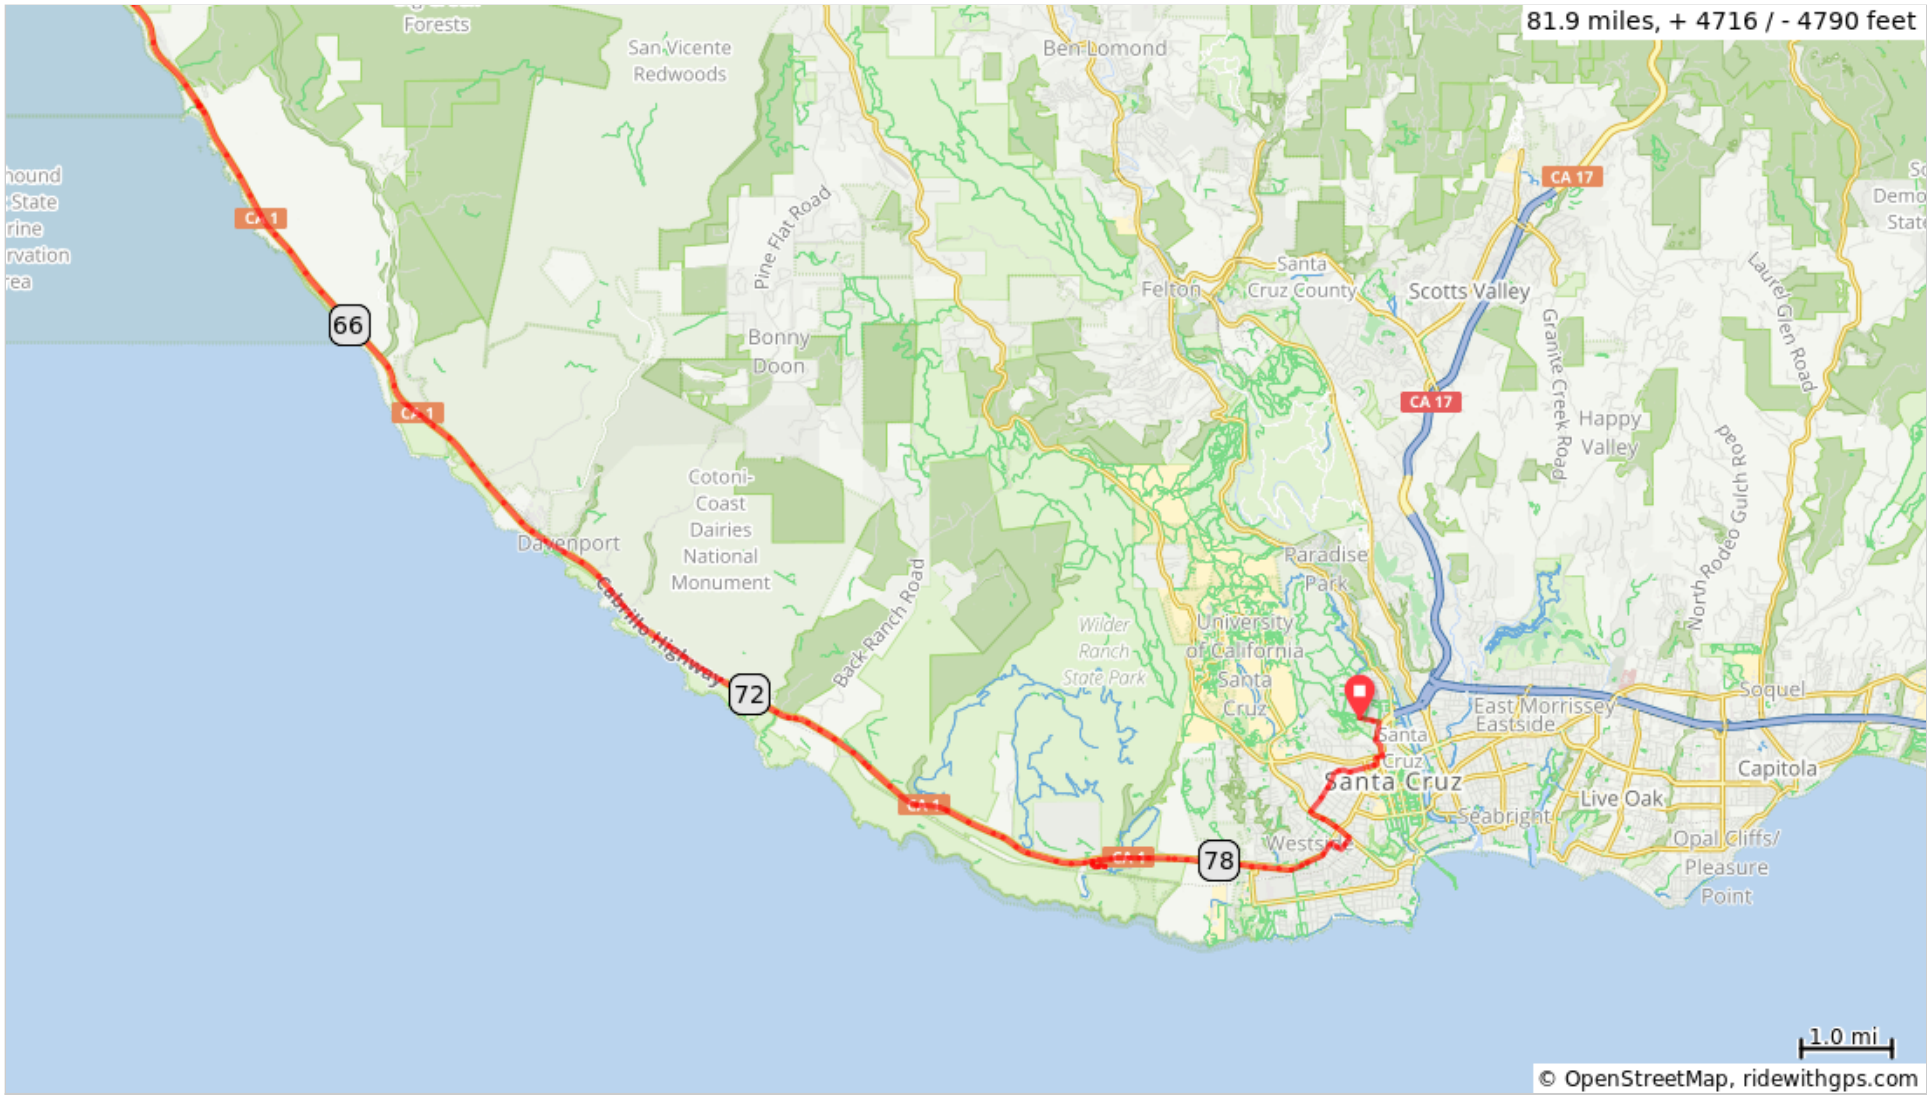 81.9 miles, + 4716 / - 4790 feet
Forests
San Vicente
Redwoods
Ben Lomond
CA 17
State
CA 1
Pine Flat Road
Felton
Santa
Cruz County
Scotts Valley
Laurel Glen Road
66
Bonny
Doon
Granite Creek Road
CA 1
CA 17
Happy
Valley
North Rodeo Gulch Road
Cotoni-
Coast
Dairies
National
Monument
Davenport
Cabrillo Highway
Back Ranch Road
Paradise
Park
Wilder
Ranch
State Park
University
of California
Santa
Cruz
72
Soquel
East Morrissey
Eastside
Santa
Cruz
Santa Cruz
Capitola
Live Oak
CA 1
Seabright
Westside
Opal Cliffs/
Pleasure
Point
CA 1
78
1.0 mi
© OpenStreetMap, ridewithgps.com